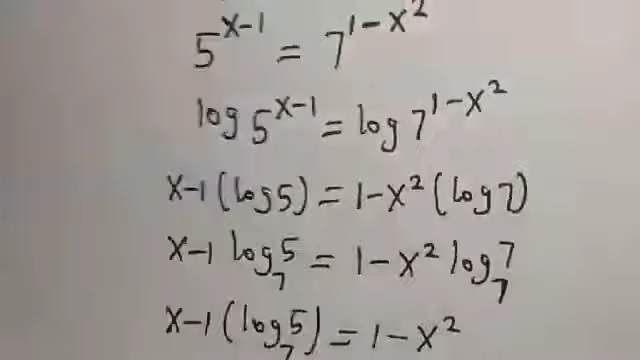 5^{x-1} = 7^{1-x^2}
log 5^{x-1} = log 7^{1-x^2}
x-1 (log 5) = 1-x^2 (log 7)
x-1 log_7 5 = 1-x^2 log_7 7
x-1 (log_7 5) = 1-x^2